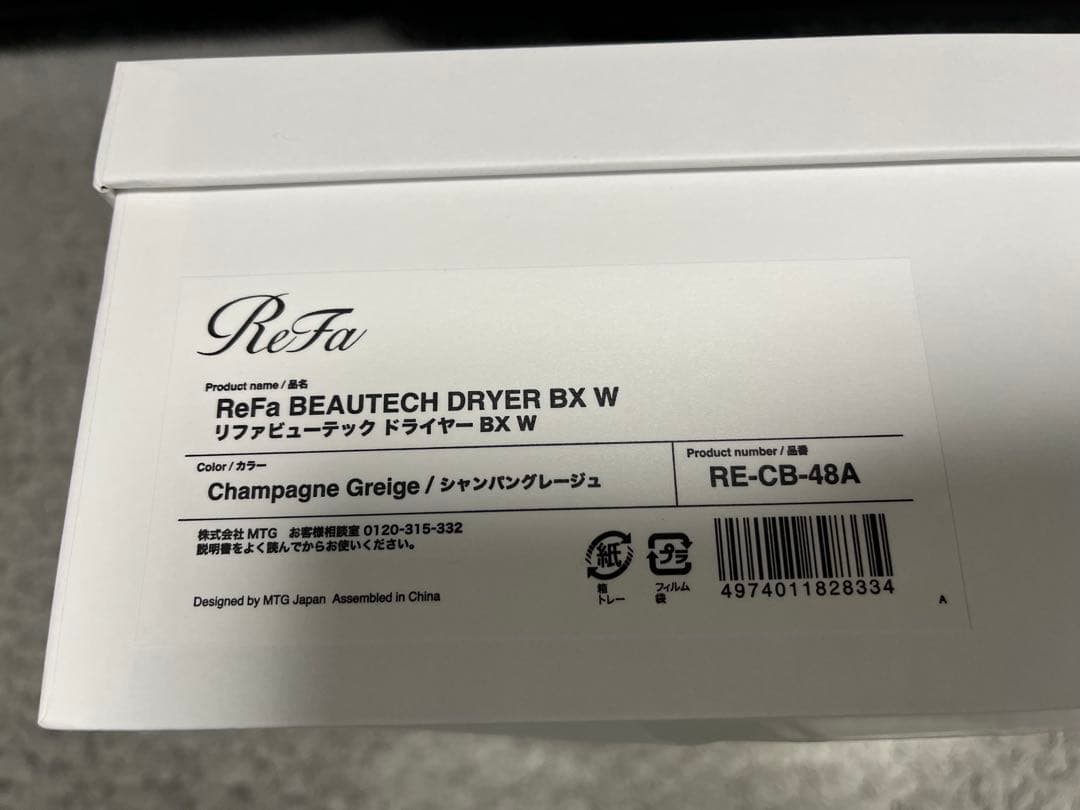 ReFa
Product name / 品名
ReFa BEAUTECH DRYER BX W
リファビューテック ドライヤー BX W
Color / カラー
Champagne Greige / シャンパングレージュ
Product number / 品番
RE-CB-48A
株式会社 MTG お客様相談室 0120-315-332
説明書をよく読んでからお使いください。
Designed by MTG Japan Assembled in China
紙
箱
トレー
プラ
フィルム
袋
4974011828334
A